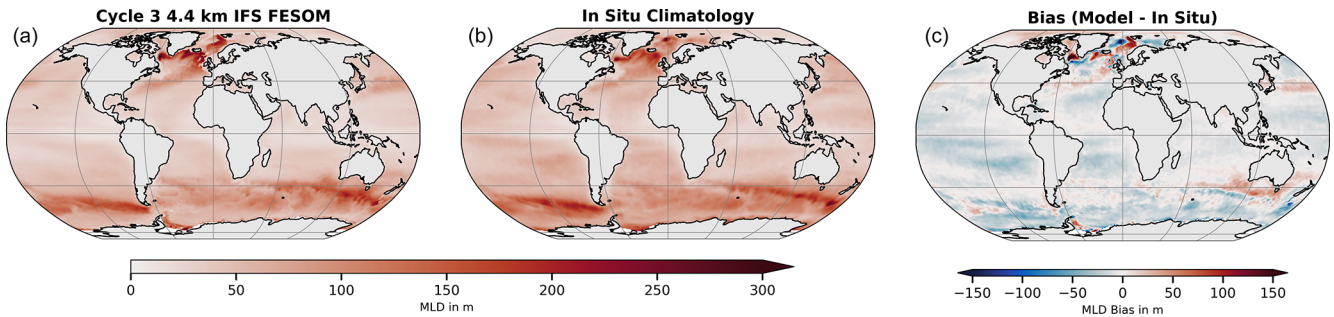 (a) Cycle 3 4.4 km IFS FESOM
(b) In Situ Climatology
(c) Bias (Model - In Situ)
0 50 100 150 200 250 300
MLD in m
−150 −100 −50 0 50 100 150
MLD Bias in m